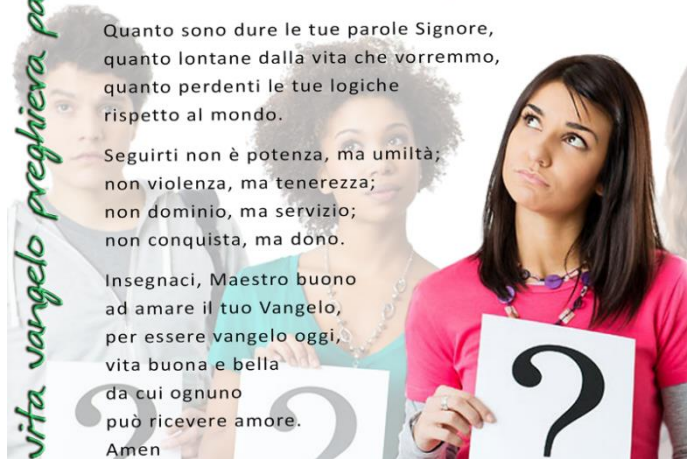 vita vangelo preghiera
Quanto sono dure le tue parole Signore,
quanto lontane dalla vita che vorremmo,
quanto perdenti le tue logiche
rispetto al mondo.
Seguirti non è potenza, ma umiltà;
non violenza, ma tenerezza;
non dominio, ma servizio;
non conquista, ma dono.
Insegnaci, Maestro buono
ad amare il tuo Vangelo,
per essere vangelo oggi,
vita buona e bella
da cui ognuno
può ricevere amore.
Amen
?
?
?